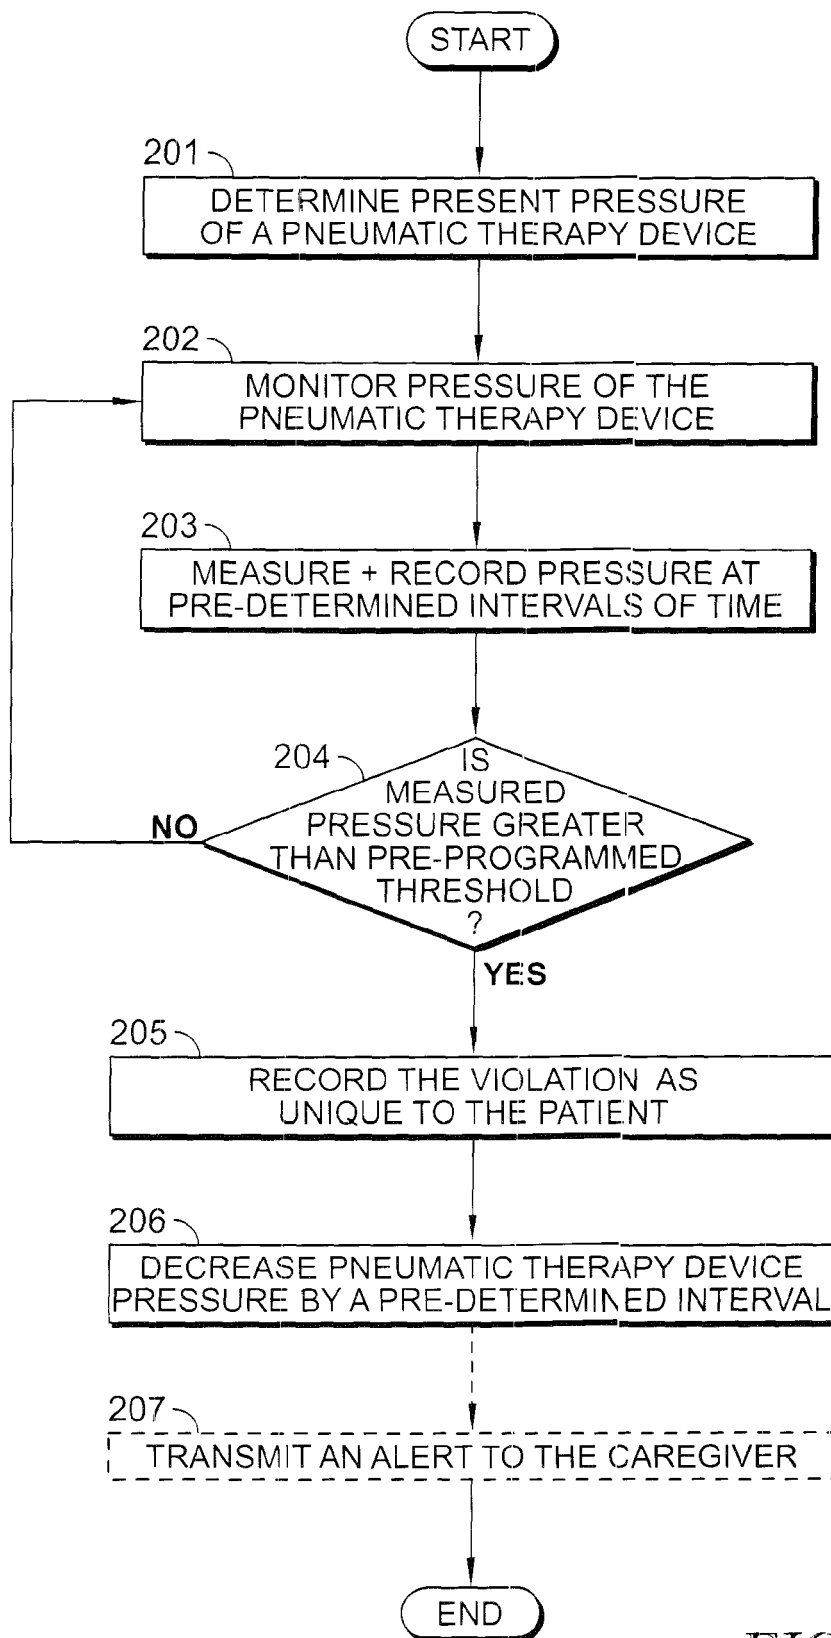 START
201
DETERMINE PRESENT PRESSURE
OF A PNEUMATIC THERAPY DEVICE
202
MONITOR PRESSURE OF THE
PNEUMATIC THERAPY DEVICE
203
MEASURE + RECORD PRESSURE AT
PRE-DETERMINED INTERVALS OF TIME
204
IS
MEASURED
PRESSURE GREATER
THAN PRE-PROGRAMMED
THRESHOLD
?
NO
YES
205
RECORD THE VIOLATION AS
UNIQUE TO THE PATIENT
206
DECREASE PNEUMATIC THERAPY DEVICE
PRESSURE BY A PRE-DETERMINED INTERVAL
207
TRANSMIT AN ALERT TO THE CAREGIVER
END